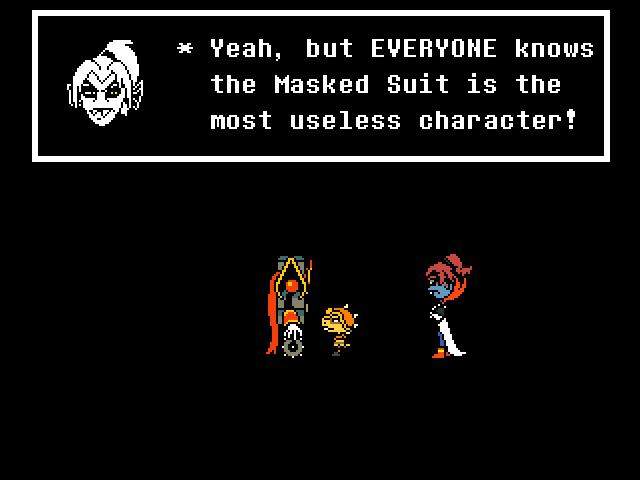 * Yeah, but EVERYONE knows
the Masked Suit is the
most useless character!